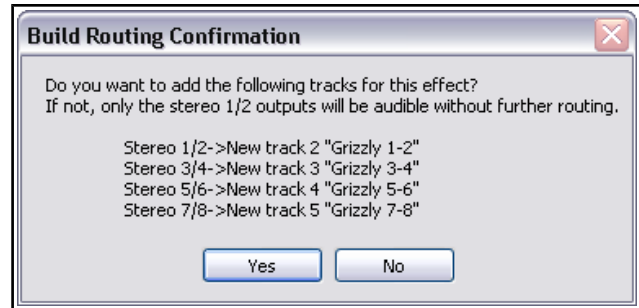 Build Routing Confirmation
Do you want to add the following tracks for this effect?
If not, only the stereo 1/2 outputs will be audible without further routing.
Stereo 1/2->New track 2 "Grizzly 1-2"
Stereo 3/4->New track 3 "Grizzly 3-4"
Stereo 5/6->New track 4 "Grizzly 5-6"
Stereo 7/8->New track 5 "Grizzly 7-8"
Yes No